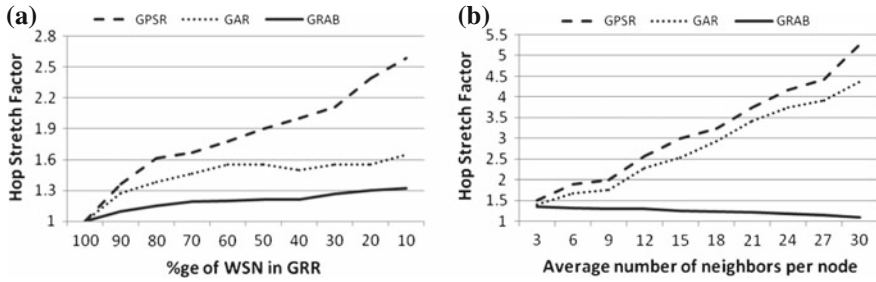 (a)
GPSR GAR GRAB
Hop Stretch Factor
2.8
2.5
2.2
1.9
1.6
1.3
1
100 90 80 70 60 50 40 30 20 10
%ge of WSN in GRR
(b)
GPSR GAR GRAB
Hop Stretch Factor
5.5
5
4.5
4
3.5
3
2.5
2
1.5
1
3 6 9 12 15 18 21 24 27 30
Average number of neighbors per node